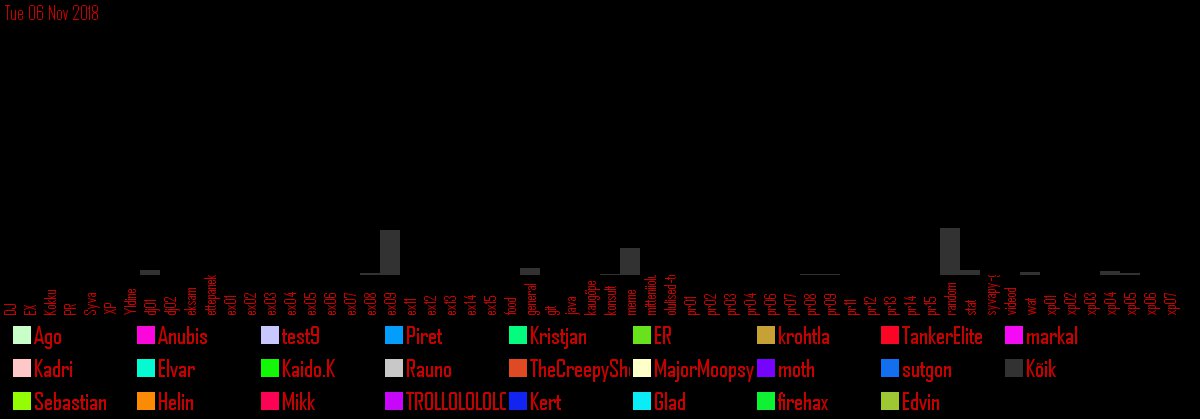 Tue 06 Nov 2018
DJ EX Kokku PR Syva XP Yldine dj01 dj02 eksam ettepanek ex01 ex02 ex03 ex04 ex05 ex06 ex07 ex08 ex09 ex11 ex12 ex13 ex14 ex15 general git java kaugõpe konsult meme pr01 pr02 pr03 pr04 pr06 pr07 pr08 pr09 pr11 pr12 pr13 pr14 pr15 random stat videod waf xp01 xp02 xp03 xp04 xp05 xp06 xp07
Ago Anubis test9 Piret Kristjan ER krohtla TankerElite markal
Kadri Elvar Kaido.K Rauno TheCreepySh MajorMoopsy moth sutgon Kõik
Sebastian Helin Mikk TROLLOLOLOLO Kert Glad firehax Edvin